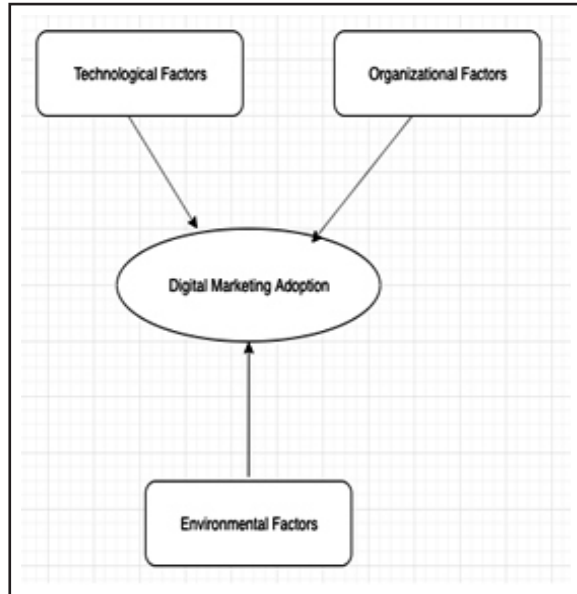 Technological Factors
Organizational Factors
Digital Marketing Adoption
Environmental Factors